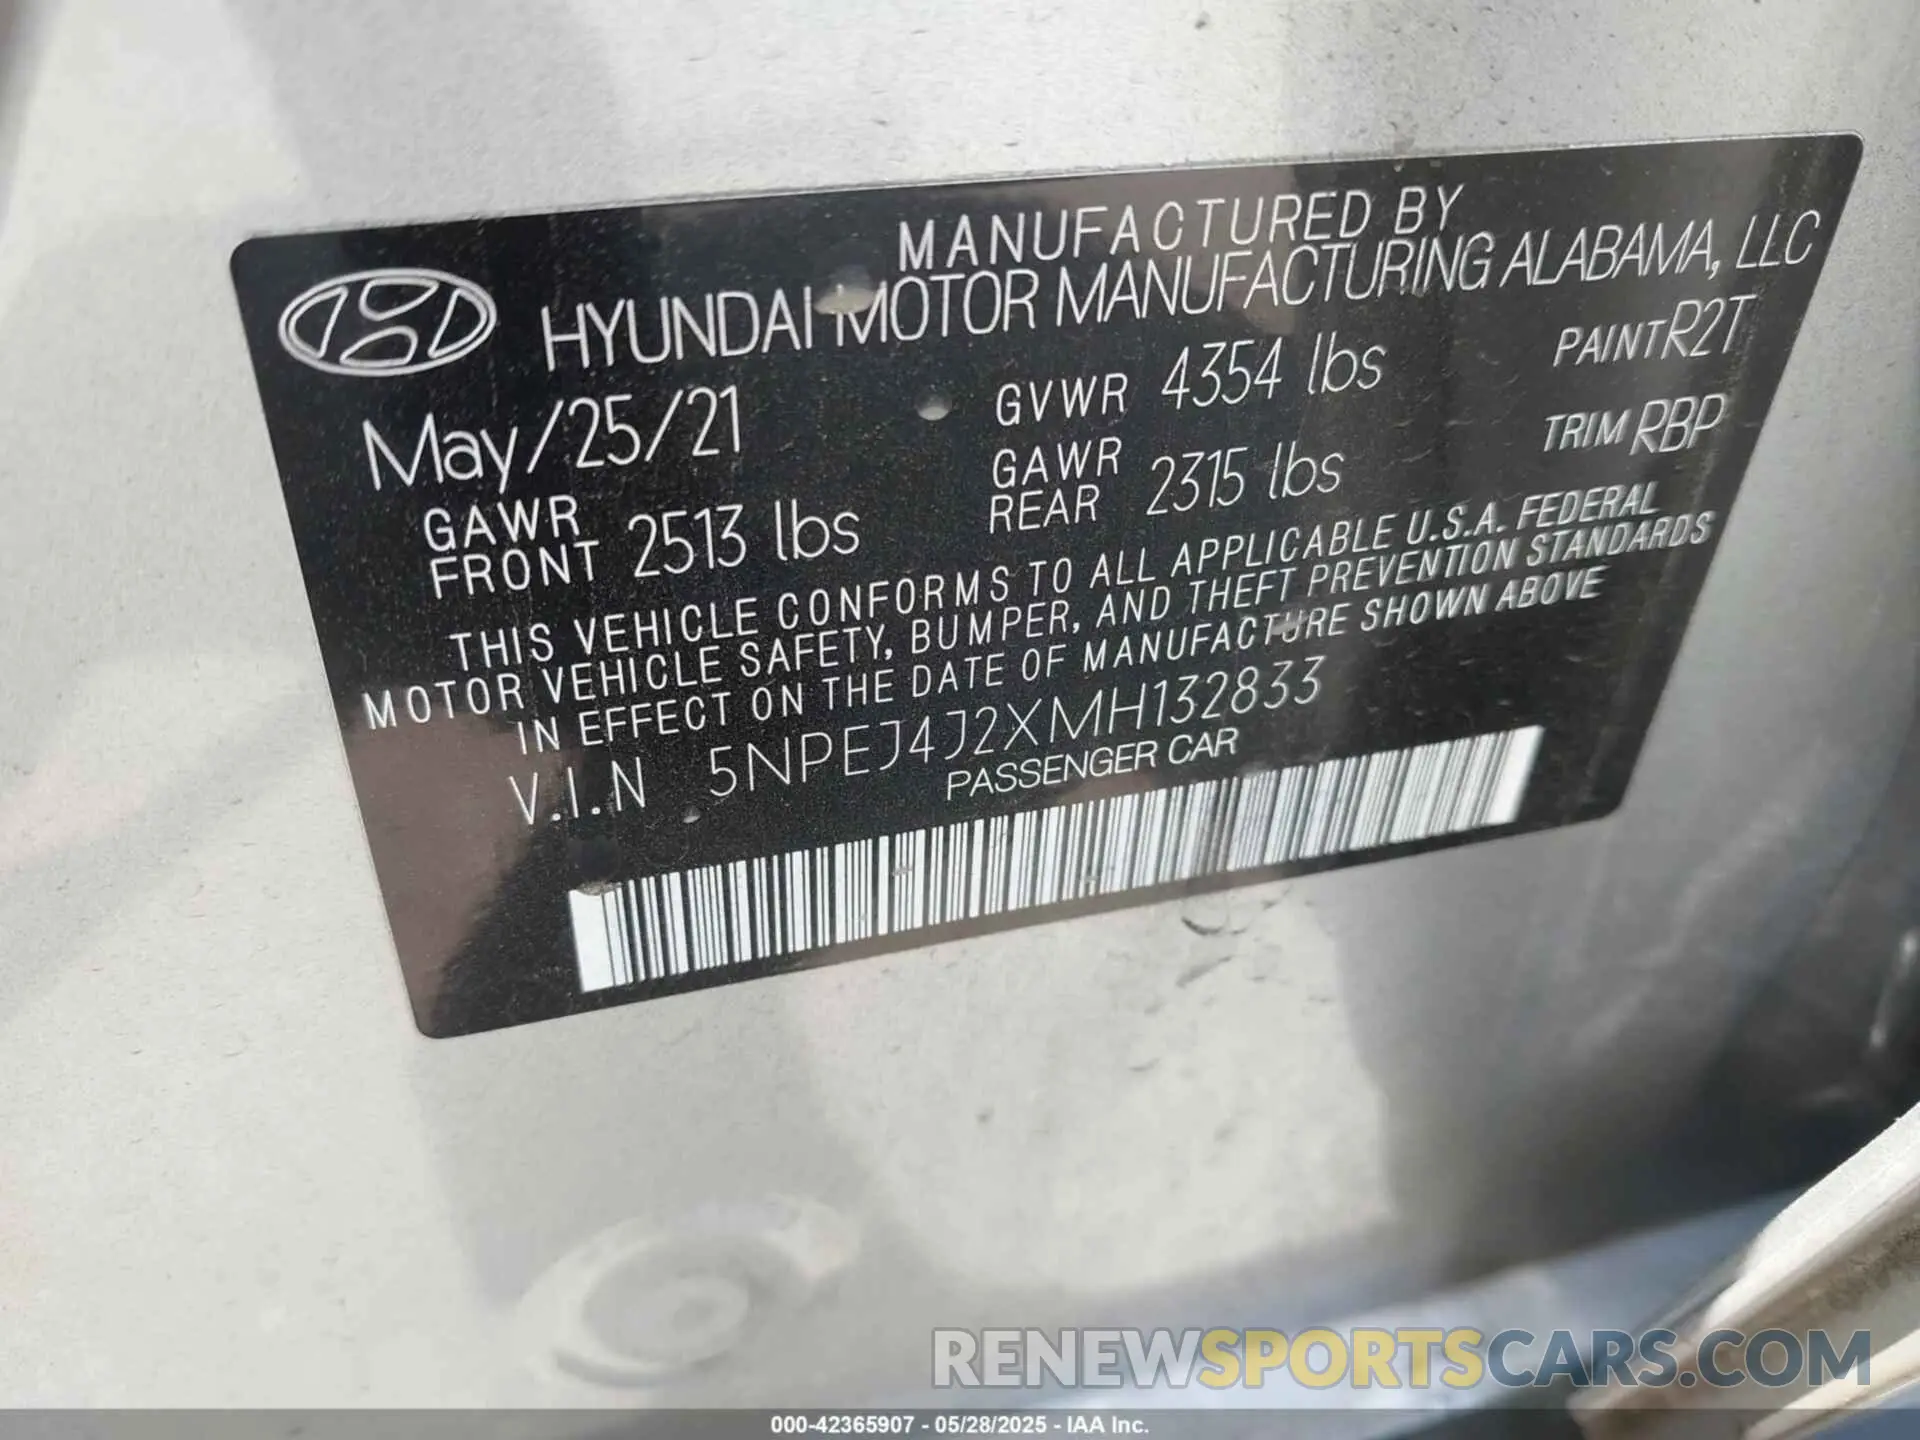 MANUFACTURED BY
HYUNDAI MOTOR MANUFACTURING ALABAMA, LLC
May/25/21 GVWR 4354 lbs PAINT R2T
GAWR FRONT 2513 lbs GAWR REAR 2315 lbs TRIM RBP
THIS VEHICLE CONFORMS TO ALL APPLICABLE U.S.A. FEDERAL
MOTOR VEHICLE SAFETY, BUMPER, AND THEFT PREVENTION STANDARDS
IN EFFECT ON THE DATE OF MANUFACTURE SHOWN ABOVE
V.I.N 5NPEJ4J2XMH132833
PASSENGER CAR
RENEWSPORTSCARS.COM
000-42365907 - 05/28/2025 - IAA Inc.